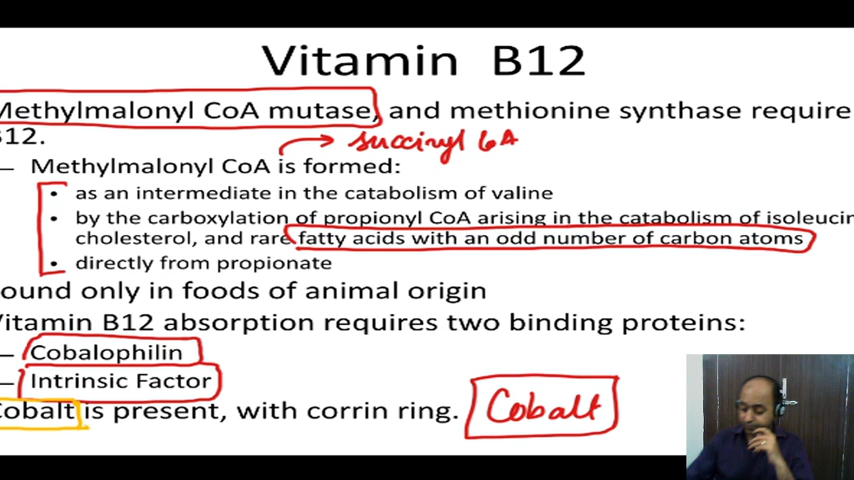 Vitamin B12
Methylmalonyl CoA mutase, and methionine synthase require
B12.
succinyl CoA
– Methylmalonyl CoA is formed:
• as an intermediate in the catabolism of valine
• by the carboxylation of propionyl CoA arising in the catabolism of isoleucin
cholesterol, and rare fatty acids with an odd number of carbon atoms
• directly from propionate
ound only in foods of animal origin
Vitamin B12 absorption requires two binding proteins:
– Cobalophilin
– Intrinsic Factor
Cobalt is present, with corrin ring. Cobalt